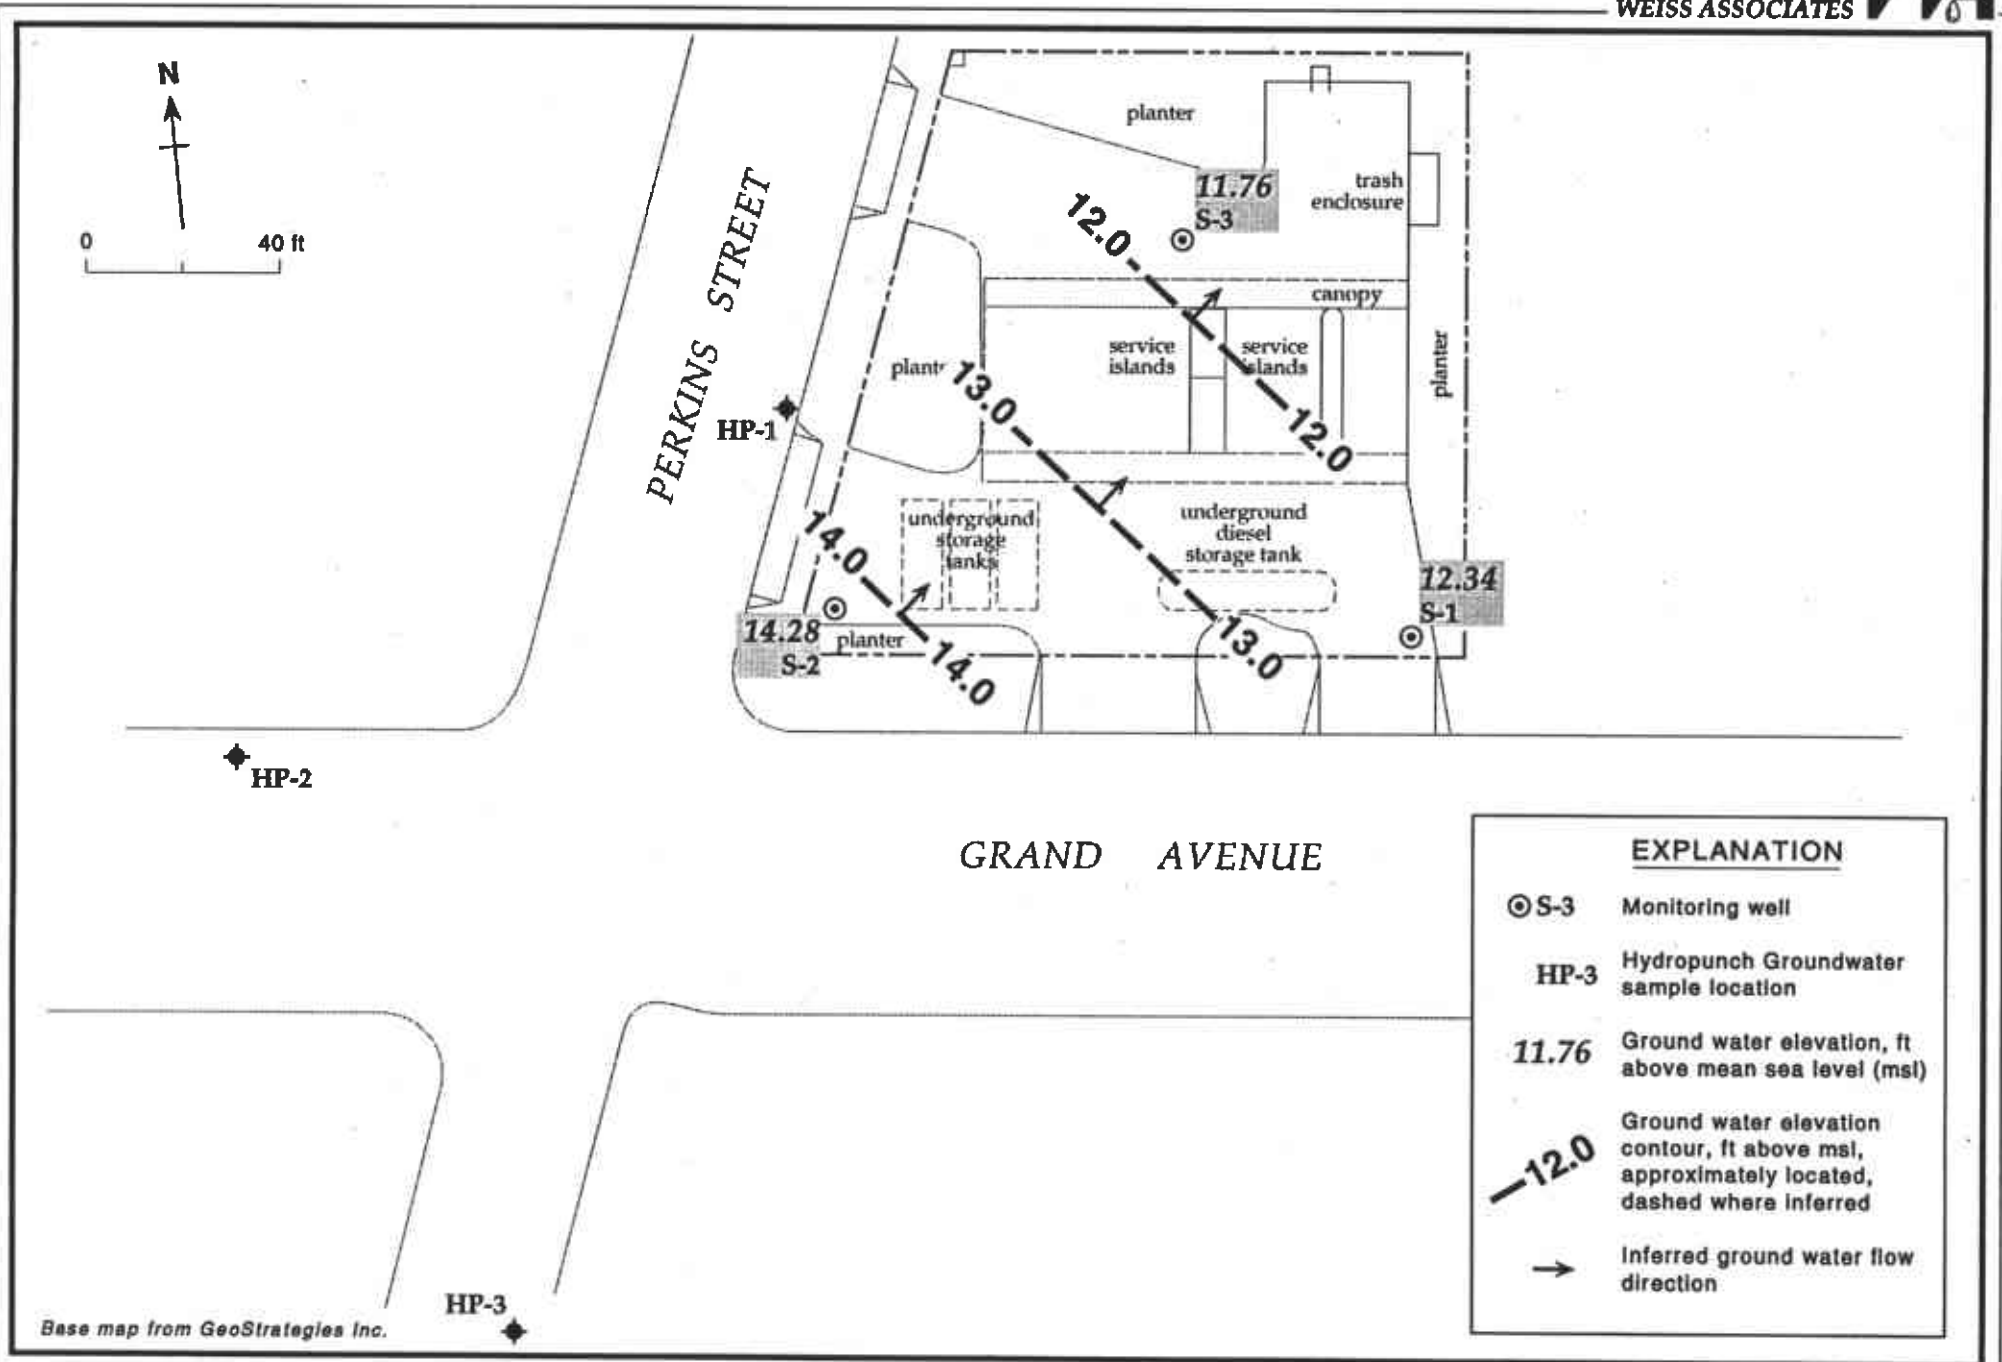 WEISS ASSOCIATES
N
0 40 ft
PERKINS STREET
planter
11.76
S-3
trash
enclosure
12.0
canopy
service
islands
service
islands
planter
plante
13.0
12.0
HP-1
underground
storage
tanks
underground
diesel
storage tank
14.0
12.34
S-1
14.28
S-2
planter
14.0
13.0
HP-2
GRAND AVENUE
EXPLANATION
S-3 Monitoring well
HP-3 Hydropunch Groundwater
sample location
11.76 Ground water elevation, ft
above mean sea level (msl)
12.0 Ground water elevation
contour, ft above msl,
approximately located,
dashed where inferred
Inferred ground water flow
direction
HP-3
Base map from GeoStrategies Inc.